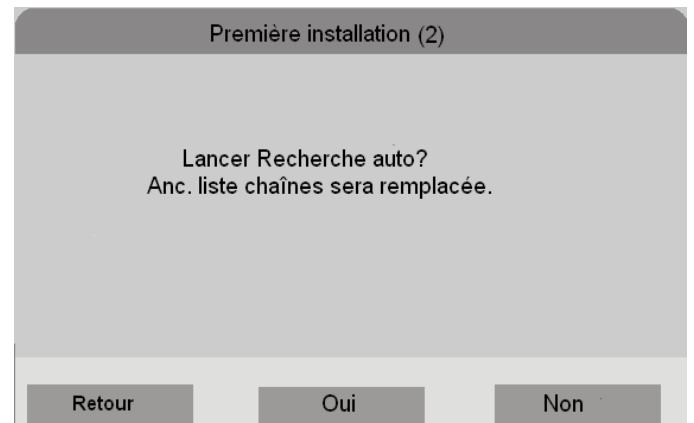 Première installation (2)
Lancer Recherche auto?
Anc. liste chaînes sera remplacée.
Retour Oui Non